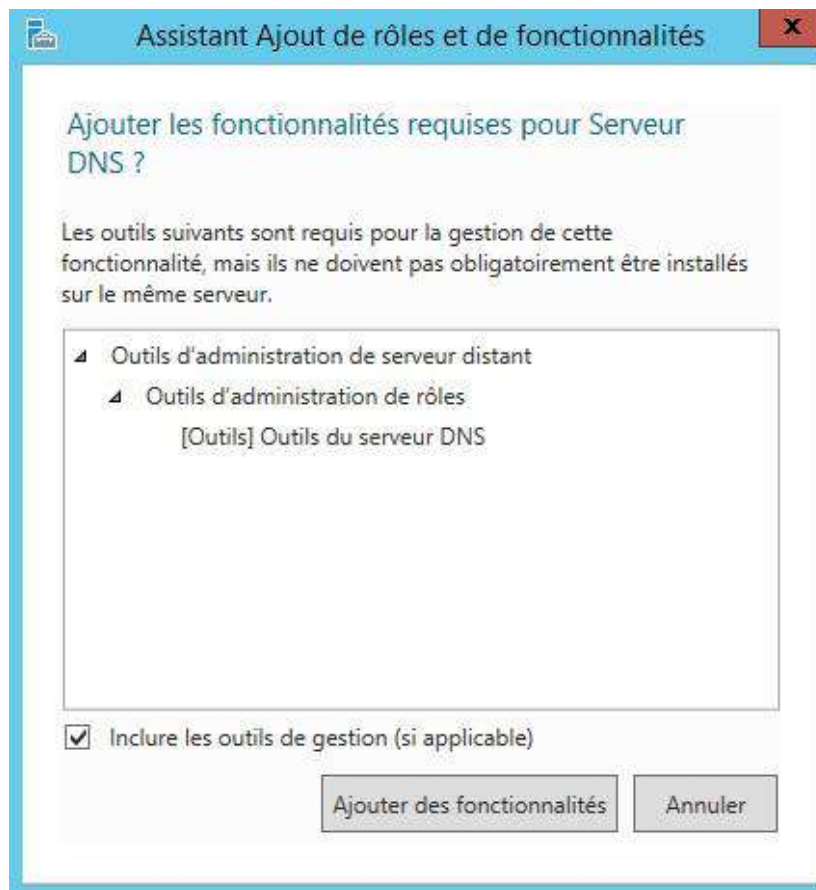 Assistant Ajout de rôles et de fonctionnalités
x
Ajouter les fonctionnalités requises pour Serveur
DNS ?
Les outils suivants sont requis pour la gestion de cette
fonctionnalité, mais ils ne doivent pas obligatoirement être installés
sur le même serveur.
Outils d'administration de serveur distant
Outils d'administration de rôles
[Outils] Outils du serveur DNS
Inclure les outils de gestion (si applicable)
Ajouter des fonctionnalités
Annuler